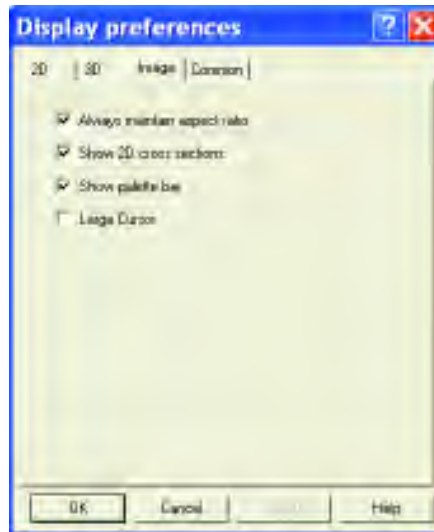 Display preferences
2D 3D Image Common
Always maintain aspect ratio
Show 2D cross sections
Show palette bar
Large Cursor
OK Cancel Help